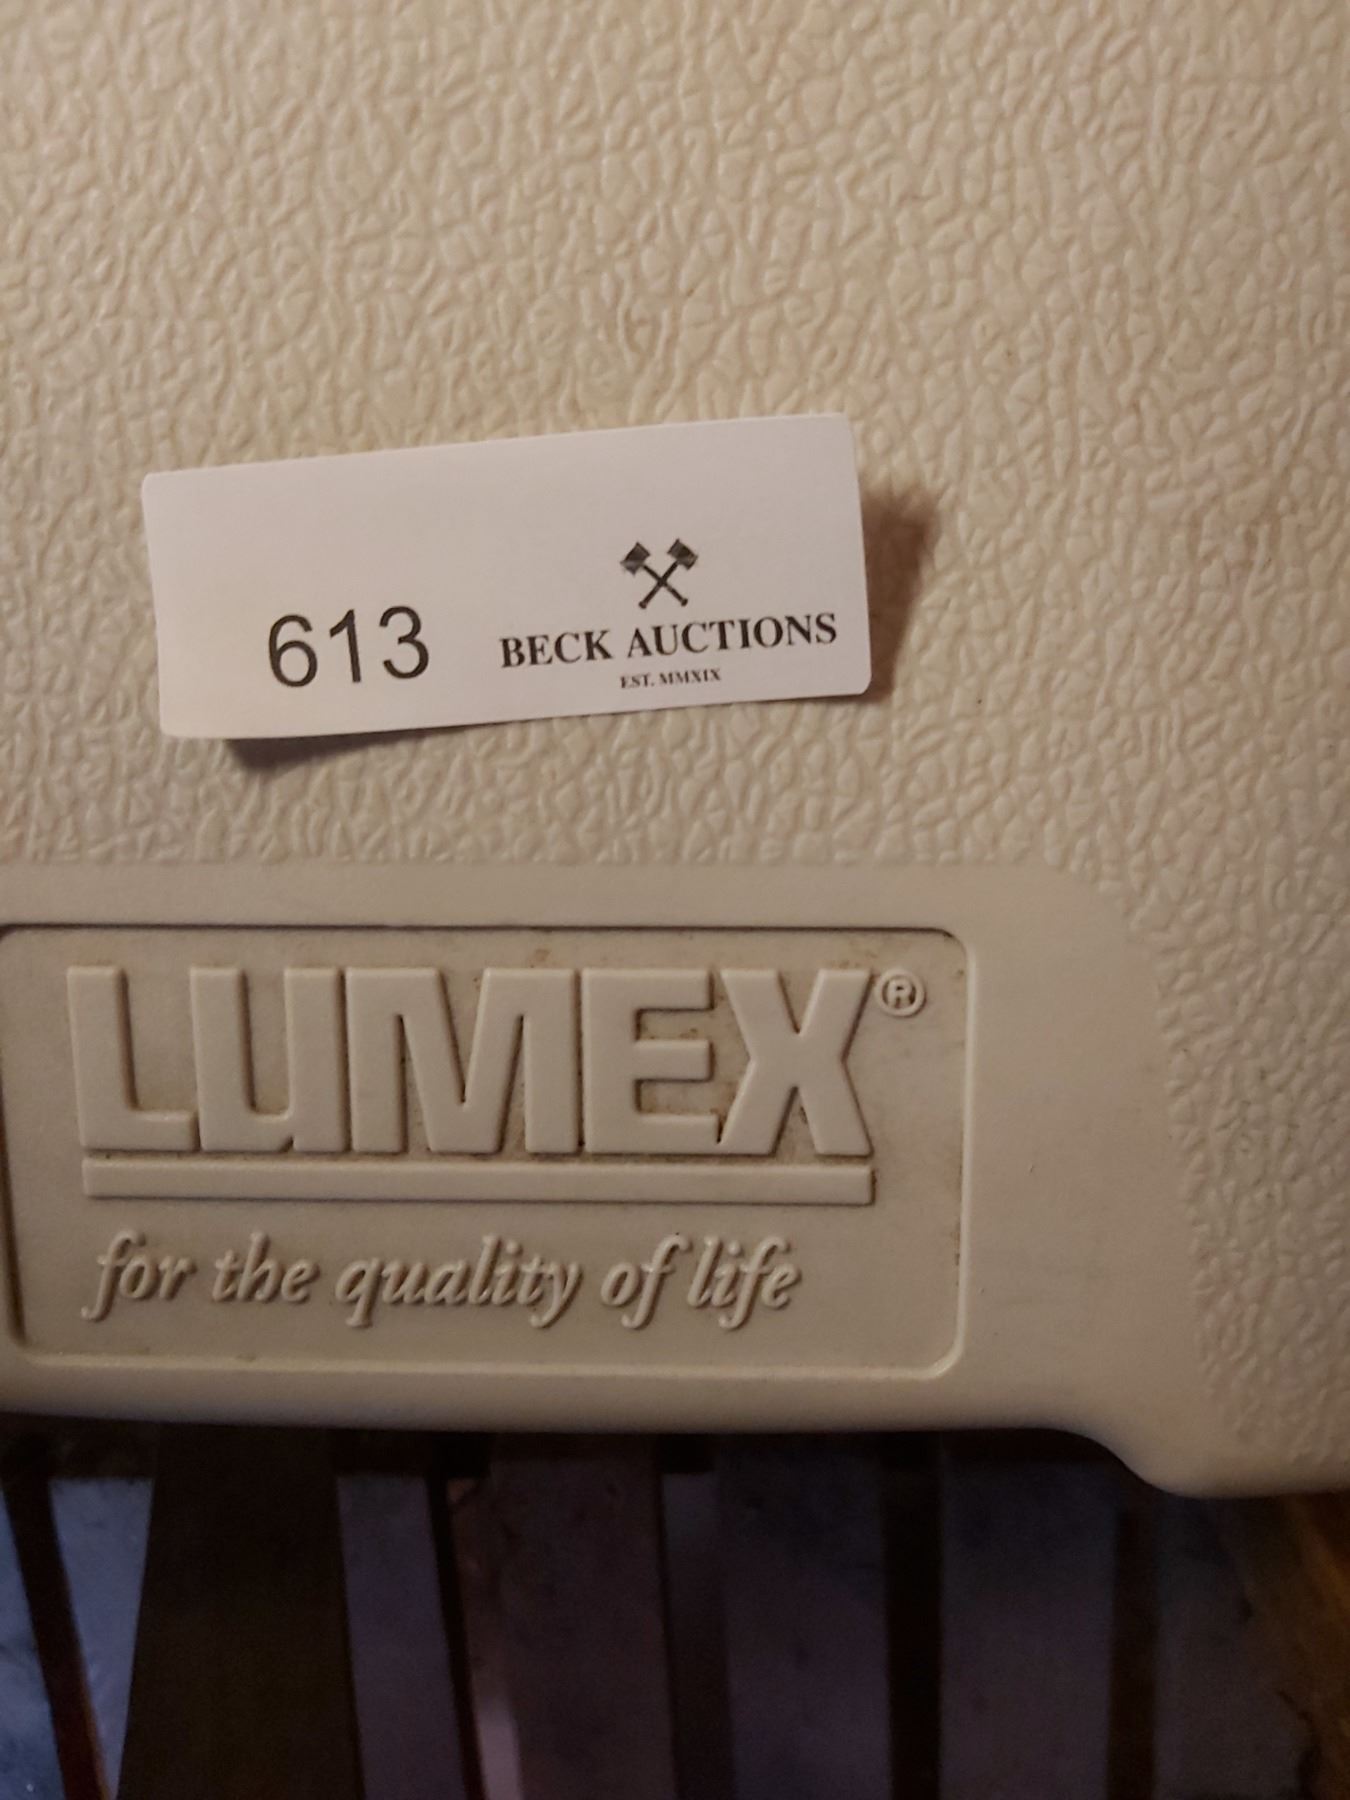 613
BECK AUCTIONS
EST. MMXIX
LUMEX®
for the quality of life